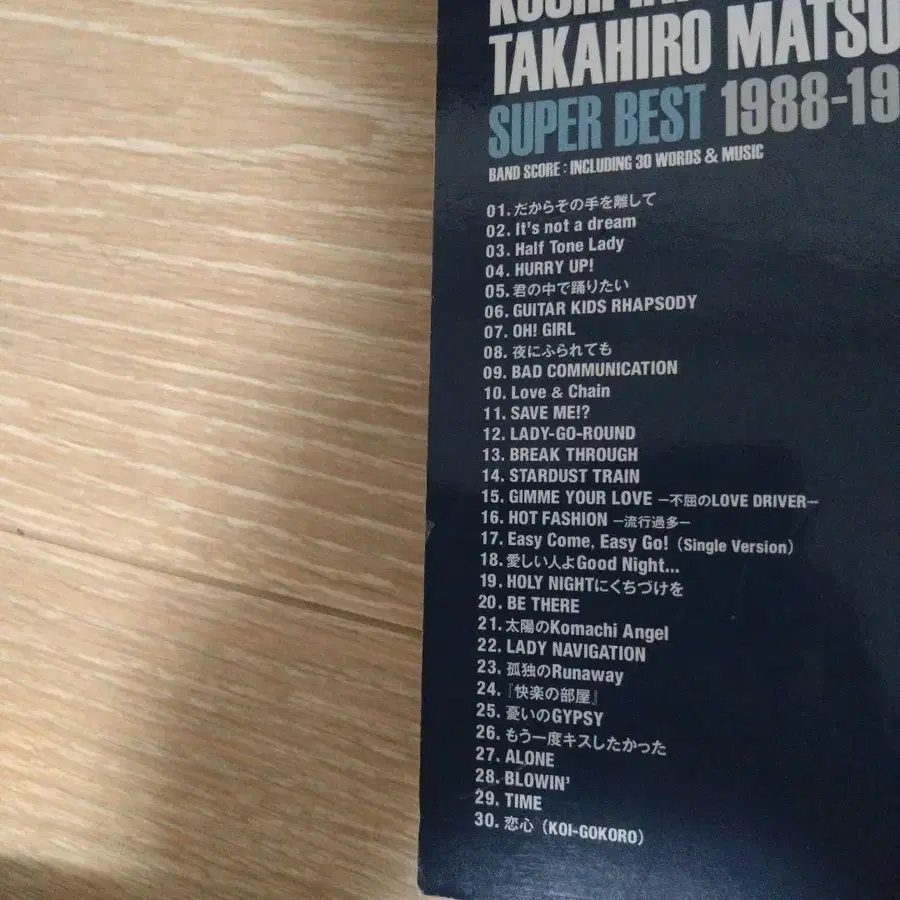 TAKAHIRO MATSU
SUPER BEST 1988-19
BAND SCORE : INCLUDING 30 WORDS & MUSIC
01. だからその手を離して
02. It's not a dream
03. Half Tone Lady
04. HURRY UP!
05. 君の中で踊りたい
06. GUITAR KIDS RHAPSODY
07. OH! GIRL
08. 夜にふられても
09. BAD COMMUNICATION
10. Love & Chain
11. SAVE ME!?
12. LADY-GO-ROUND
13. BREAK THROUGH
14. STARDUST TRAIN
15. GIMME YOUR LOVE −不屈のLOVE DRIVER−
16. HOT FASHION −流行過多−
17. Easy Come, Easy Go! (Single Version)
18. 愛しい人よGood Night...
19. HOLY NIGHTにくちづけを
20. BE THERE
21. 太陽のKomachi Angel
22. LADY NAVIGATION
23. 孤独のRunaway
24. 『快楽の部屋』
25. 憂いのGYPSY
26. もう一度キスしたかった
27. ALONE
28. BLOWIN'
29. TIME
30. 恋心 (KOI-GOKORO)